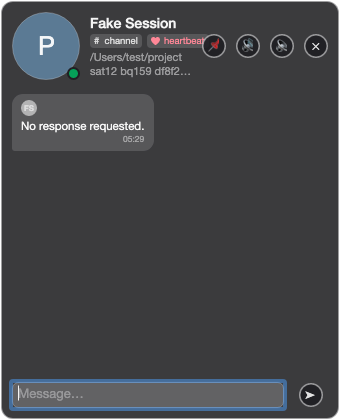 P
Fake Session
# channel
heartbeat
/Users/test/project
sat12 bq159 df8f2…
FS
No response requested.
05:29
Message…